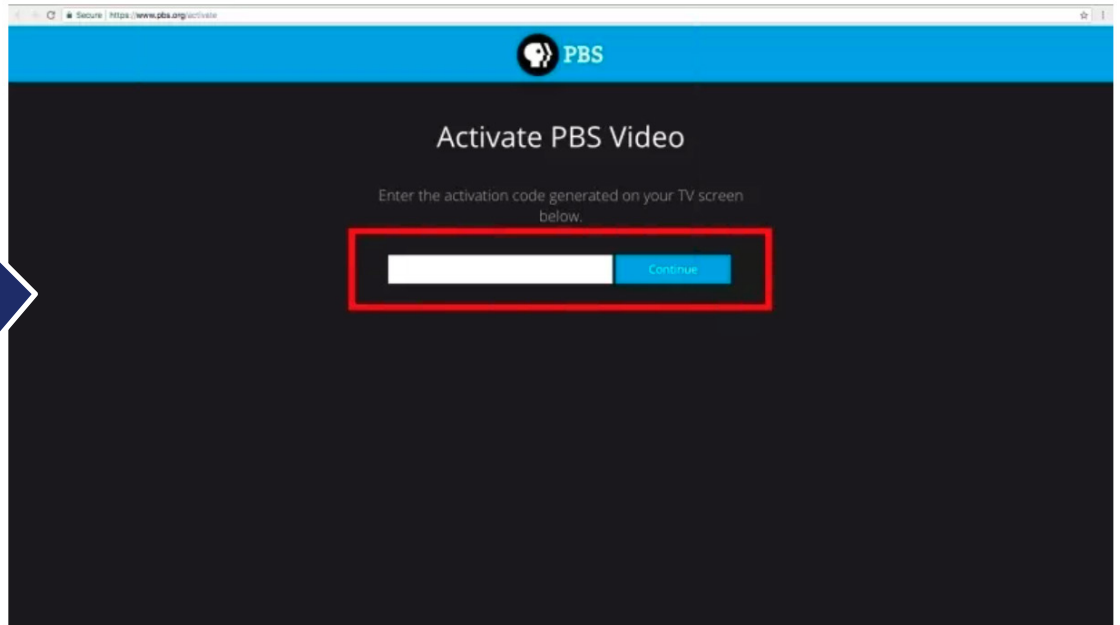 Secure | https://www.pbs.org/activate
PBS
Activate PBS Video
Enter the activation code generated on your TV screen
below.
Continue